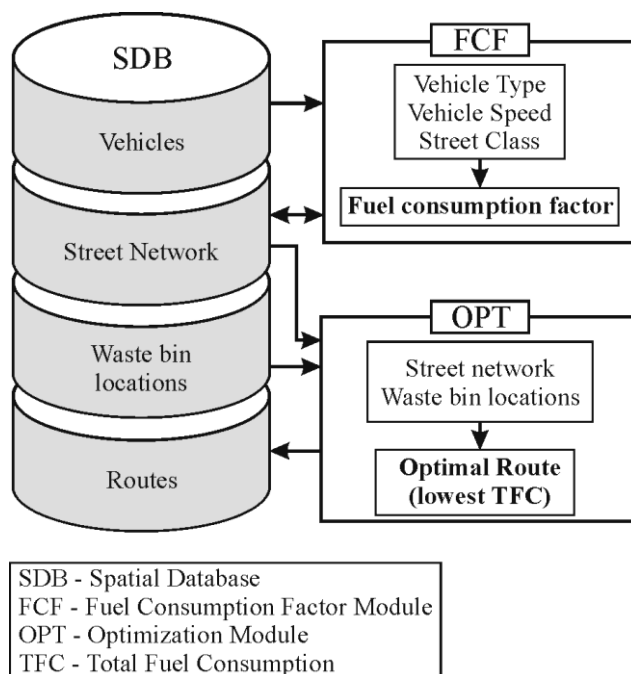 SDB
Vehicles
Street Network
Waste bin
locations
Routes
FCF
Vehicle Type
Vehicle Speed
Street Class
Fuel consumption factor
OPT
Street network
Waste bin locations
Optimal Route
(lowest TFC)
SDB - Spatial Database
FCF - Fuel Consumption Factor Module
OPT - Optimization Module
TFC - Total Fuel Consumption